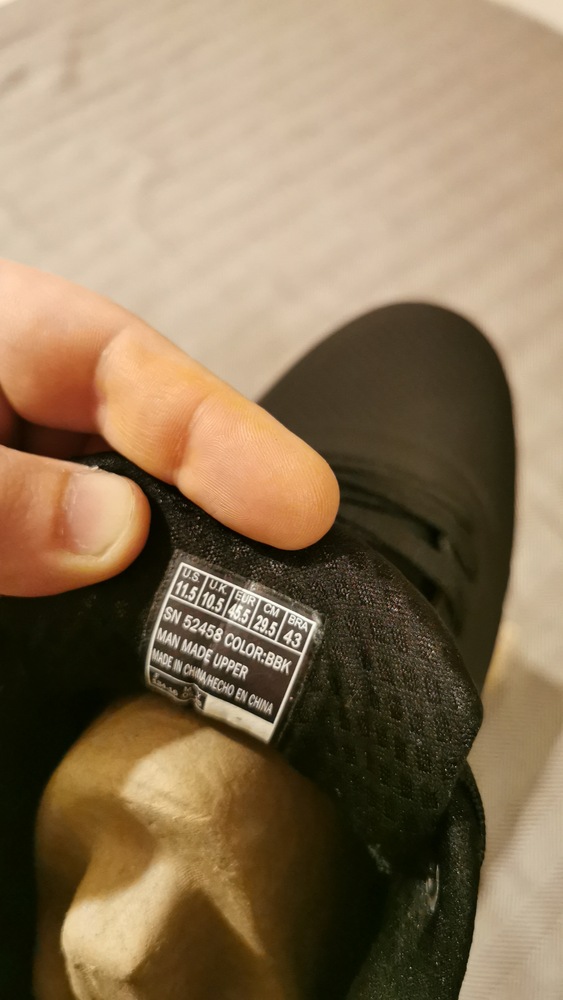 U.S U.K EUR CM BRA
11.5 10.5 45.5 29.5 43
SN 52458 COLOR:BBK
MAN MADE UPPER
MADE IN CHINA/HECHO EN CHINA